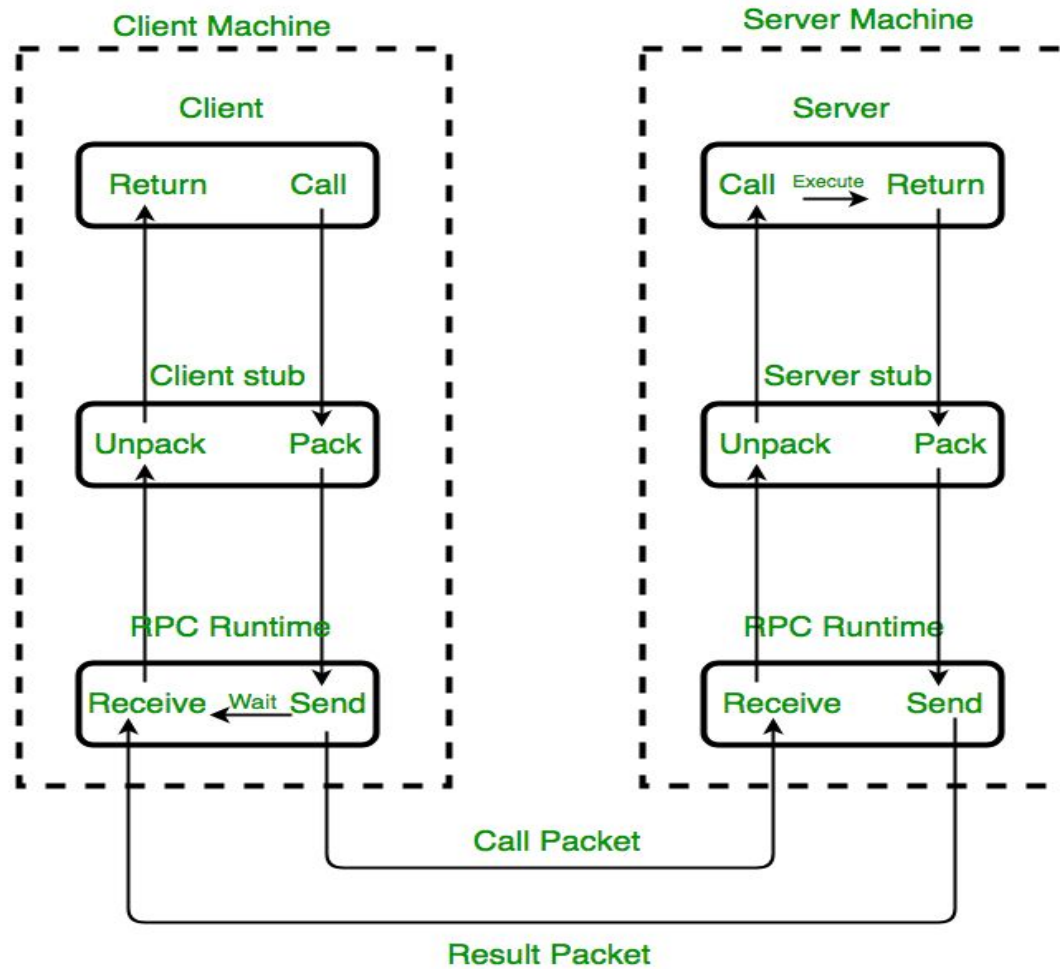 Client Machine
Server Machine
Client
Server
Return Call
Call Execute Return
Client stub
Server stub
Unpack Pack
Unpack Pack
RPC Runtime
RPC Runtime
Receive Wait Send
Receive Send
Call Packet
Result Packet